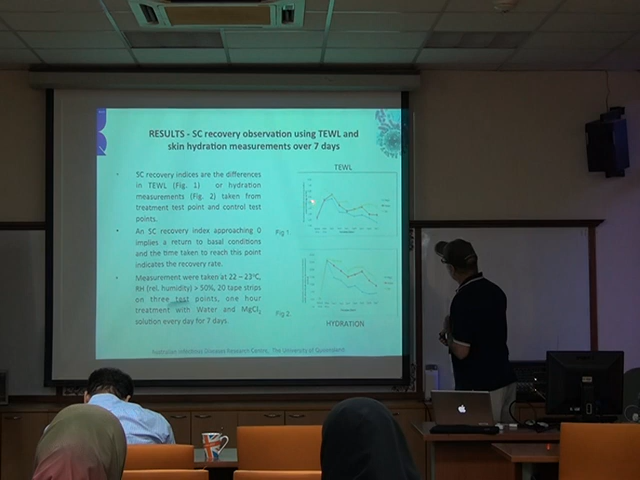 RESULTS - SC recovery observation using TEWL and
skin hydration measurements over 7 days
• SC recovery indices are the differences
in TEWL (Fig. 1) or hydration
measurements (Fig. 2) taken from
treatment test point and control test
points.
• An SC recovery index approaching 0
implies a return to basal conditions
and the time taken to reach this point
indicates the recovery rate.
• Measurement were taken at 22 – 23°C,
RH (rel. humidity) > 50%, 20 tape strips
on three test points, one hour
treatment with Water and MgCl2
solution every day for 7 days.
TEWL
Fig 1.
Fig 2.
HYDRATION
Australian Infectious Diseases Research Centre, The University of Queensland